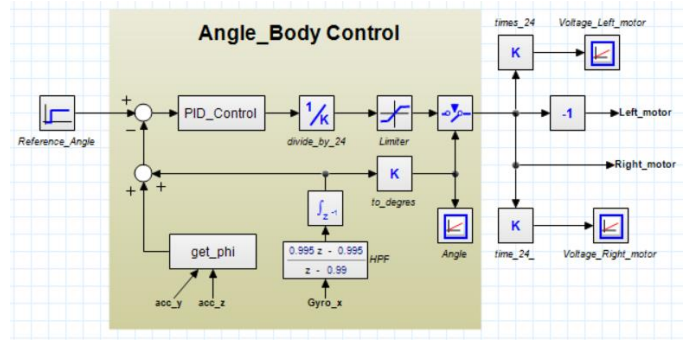 Angle_Body Control
times_24
Voltage_Left_motor
K
+
−
PID_Control
1/K
-1
Left_motor
Reference_Angle
divide_by_24
Limiter
Right_motor
+
+
K
to_degres
∫z -1
K
get_phi
0.995 z - 0.995
z - 0.99
HPF
Angle
time_24_
Voltage_Right_motor
acc_y
acc_z
Gyro_x